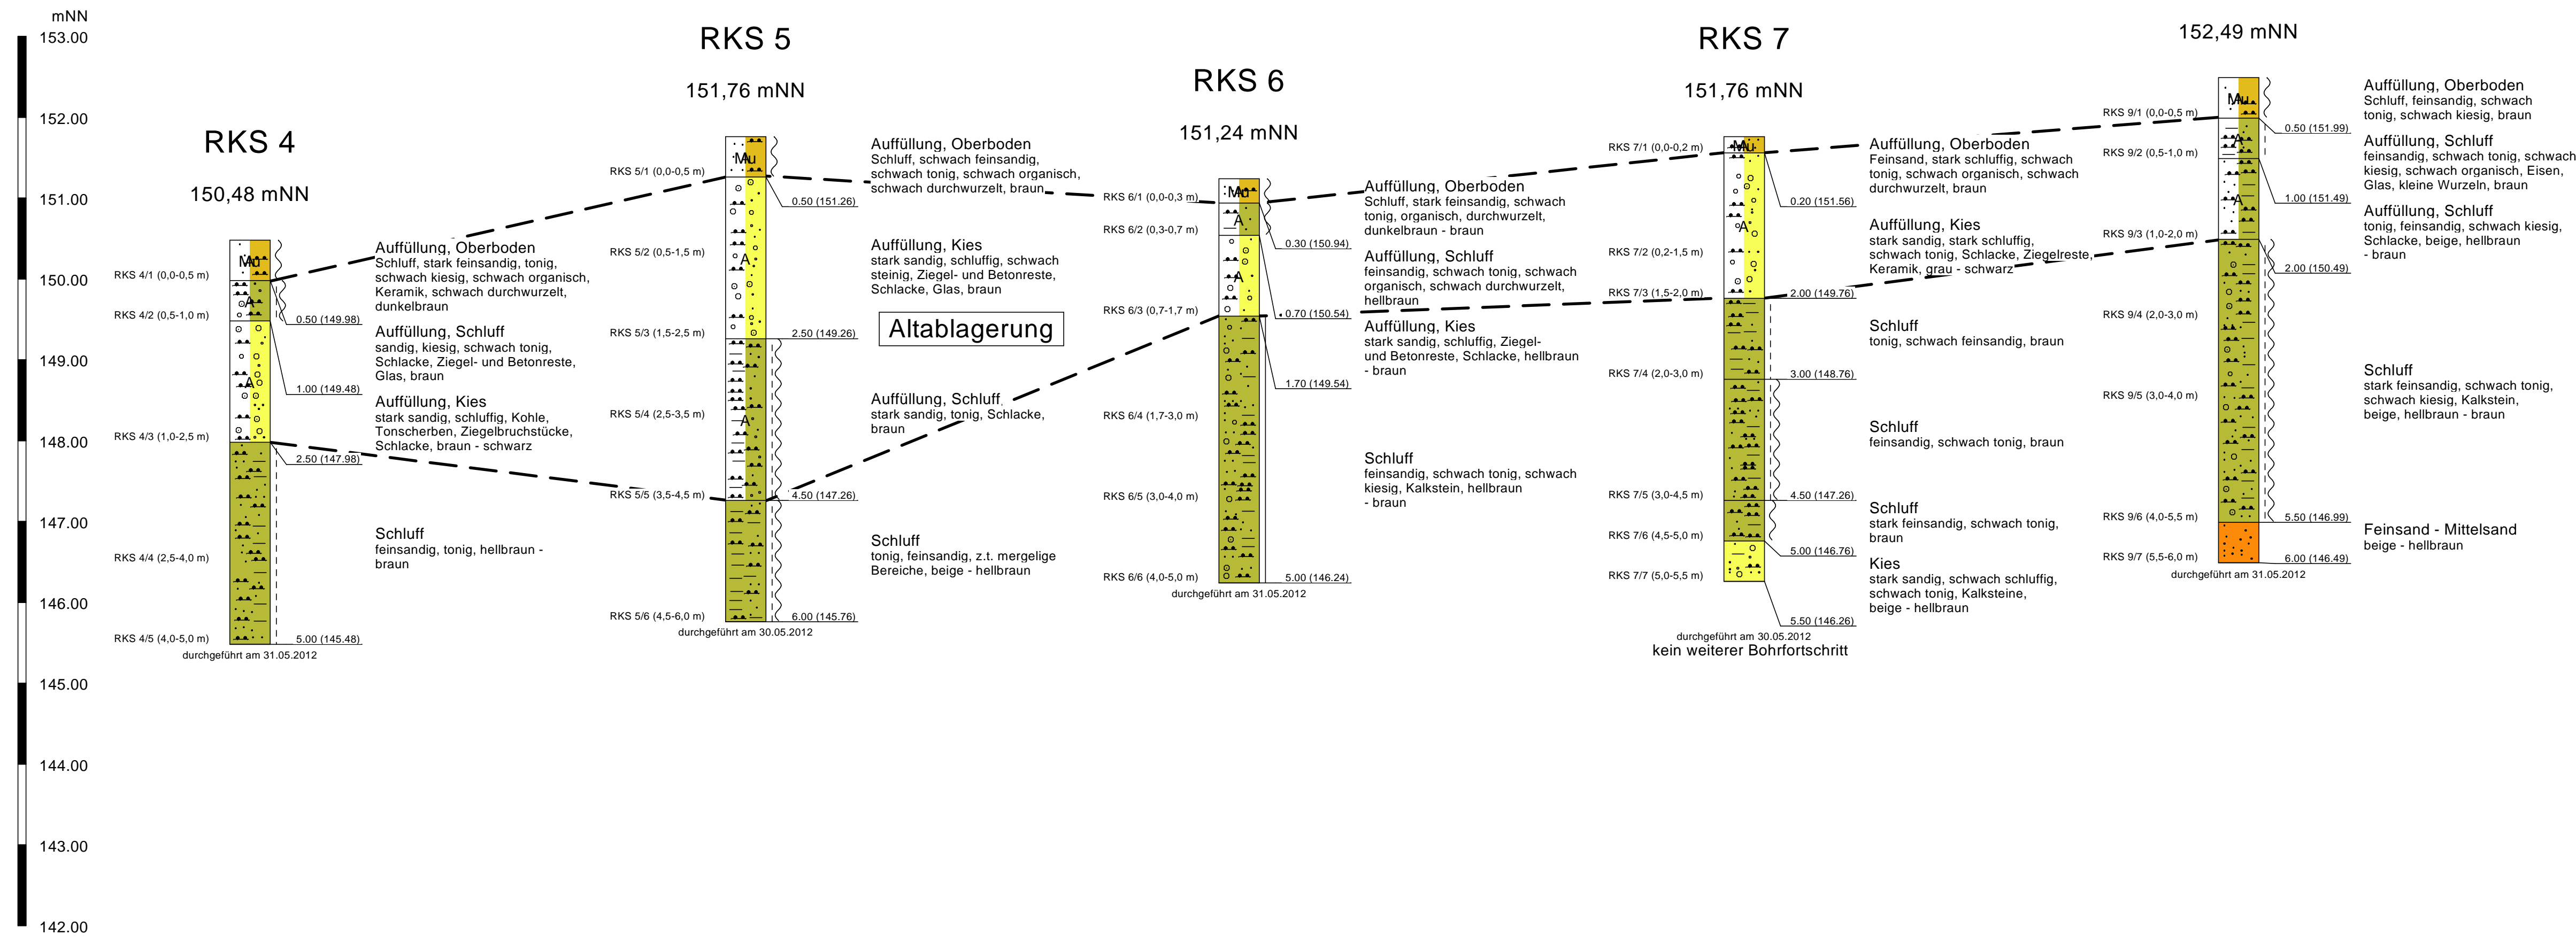 mNN
153.00
152.00
151.00
150.00
149.00
148.00
147.00
146.00
145.00
144.00
143.00
142.00
RKS 4
150,48 mNN
Mu
A
A
RKS 4/1 (0,0-0,5 m)
RKS 4/2 (0,5-1,0 m)
RKS 4/3 (1,0-2,5 m)
RKS 4/4 (2,5-4,0 m)
RKS 4/5 (4,0-5,0 m)
0.50 (149.98)
1.00 (149.48)
2.50 (147.98)
5.00 (145.48)
durchgeführt am 31.05.2012
Auffüllung, Oberboden
Schluff, stark feinsandig, tonig,
schwach kiesig, schwach organisch,
Keramik, schwach durchwurzelt,
dunkelbraun
Auffüllung, Schluff
sandig, kiesig, schwach tonig,
Schlacke, Ziegel- und Betonreste,
Glas, braun
Auffüllung, Kies
stark sandig, schluffig, Kohle,
Tonscherben, Ziegelbruchstücke,
Schlacke, braun - schwarz
Schluff
feinsandig, tonig, hellbraun -
braun
RKS 5
151,76 mNN
Mu
A
A
RKS 5/1 (0,0-0,5 m)
RKS 5/2 (0,5-1,5 m)
RKS 5/3 (1,5-2,5 m)
RKS 5/4 (2,5-3,5 m)
RKS 5/5 (3,5-4,5 m)
RKS 5/6 (4,5-6,0 m)
0.50 (151.26)
2.50 (149.26)
4.50 (147.26)
6.00 (145.76)
durchgeführt am 30.05.2012
Auffüllung, Oberboden
Schluff, schwach feinsandig,
schwach tonig, schwach organisch,
schwach durchwurzelt, braun
Auffüllung, Kies
stark sandig, schluffig, schwach
steinig, Ziegel- und Betonreste,
Schlacke, Glas, braun
Altablagerung
Auffüllung, Schluff
stark sandig, tonig, Schlacke,
braun
Schluff
tonig, feinsandig, z.t. mergelige
Bereiche, beige - hellbraun
RKS 6
151,24 mNN
Mu
A
A
RKS 6/1 (0,0-0,3 m)
RKS 6/2 (0,3-0,7 m)
RKS 6/3 (0,7-1,7 m)
RKS 6/4 (1,7-3,0 m)
RKS 6/5 (3,0-4,0 m)
RKS 6/6 (4,0-5,0 m)
0.30 (150.94)
0.70 (150.54)
1.70 (149.54)
5.00 (146.24)
durchgeführt am 31.05.2012
Auffüllung, Oberboden
Schluff, stark feinsandig, schwach
tonig, organisch, durchwurzelt,
dunkelbraun - braun
Auffüllung, Schluff
feinsandig, schwach tonig, schwach
organisch, schwach durchwurzelt,
hellbraun
Auffüllung, Kies
stark sandig, schluffig, Ziegel-
und Betonreste, Schlacke, hellbraun
- braun
Schluff
feinsandig, schwach tonig, schwach
kiesig, Kalkstein, hellbraun
- braun
RKS 7
151,76 mNN
Mu
A
RKS 7/1 (0,0-0,2 m)
RKS 7/2 (0,2-1,5 m)
RKS 7/3 (1,5-2,0 m)
RKS 7/4 (2,0-3,0 m)
RKS 7/5 (3,0-4,5 m)
RKS 7/6 (4,5-5,0 m)
RKS 7/7 (5,0-5,5 m)
0.20 (151.56)
2.00 (149.76)
3.00 (148.76)
4.50 (147.26)
5.00 (146.76)
5.50 (146.26)
durchgeführt am 30.05.2012
kein weiterer Bohrfortschritt
Auffüllung, Oberboden
Feinsand, stark schluffig, schwach
tonig, schwach organisch, schwach
durchwurzelt, braun
Auffüllung, Kies
stark sandig, stark schluffig,
schwach tonig, Schlacke, Ziegelreste,
Keramik, grau - schwarz
Schluff
tonig, schwach feinsandig, braun
Schluff
feinsandig, schwach tonig, braun
Schluff
stark feinsandig, schwach tonig,
braun
Kies
stark sandig, schwach schluffig,
schwach tonig, Kalksteine,
beige - hellbraun
152,49 mNN
Mu
A
A
RKS 9/1 (0,0-0,5 m)
RKS 9/2 (0,5-1,0 m)
RKS 9/3 (1,0-2,0 m)
RKS 9/4 (2,0-3,0 m)
RKS 9/5 (3,0-4,0 m)
RKS 9/6 (4,0-5,5 m)
RKS 9/7 (5,5-6,0 m)
0.50 (151.99)
1.00 (151.49)
2.00 (150.49)
5.50 (146.99)
6.00 (146.49)
durchgeführt am 31.05.2012
Auffüllung, Oberboden
Schluff, feinsandig, schwach
tonig, schwach kiesig, braun
Auffüllung, Schluff
feinsandig, schwach tonig, schwach
kiesig, schwach organisch, Eisen,
Glas, kleine Wurzeln, braun
Auffüllung, Schluff
tonig, feinsandig, schwach kiesig,
Schlacke, beige, hellbraun
- braun
Schluff
stark feinsandig, schwach tonig,
schwach kiesig, Kalkstein,
beige, hellbraun - braun
Feinsand - Mittelsand
beige - hellbraun